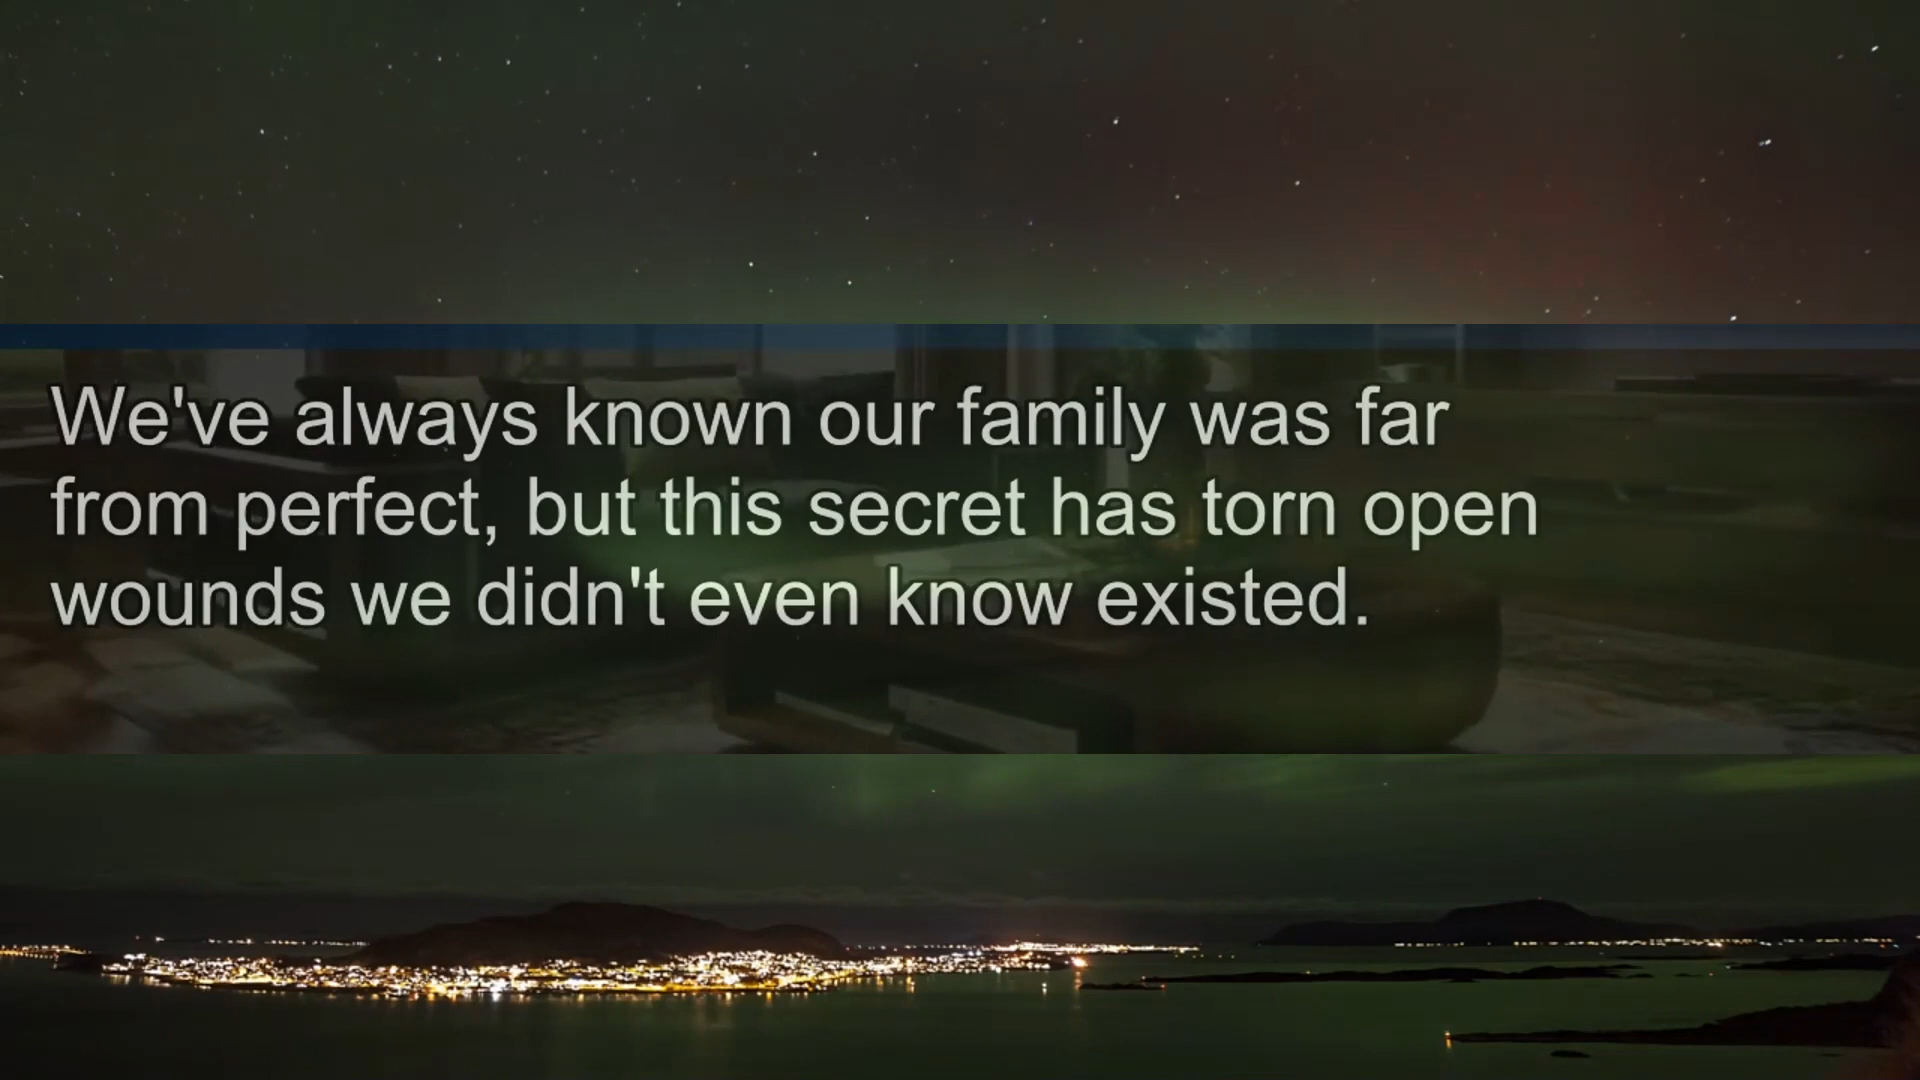 We've always known our family was far
from perfect, but this secret has torn open
wounds we didn't even know existed.